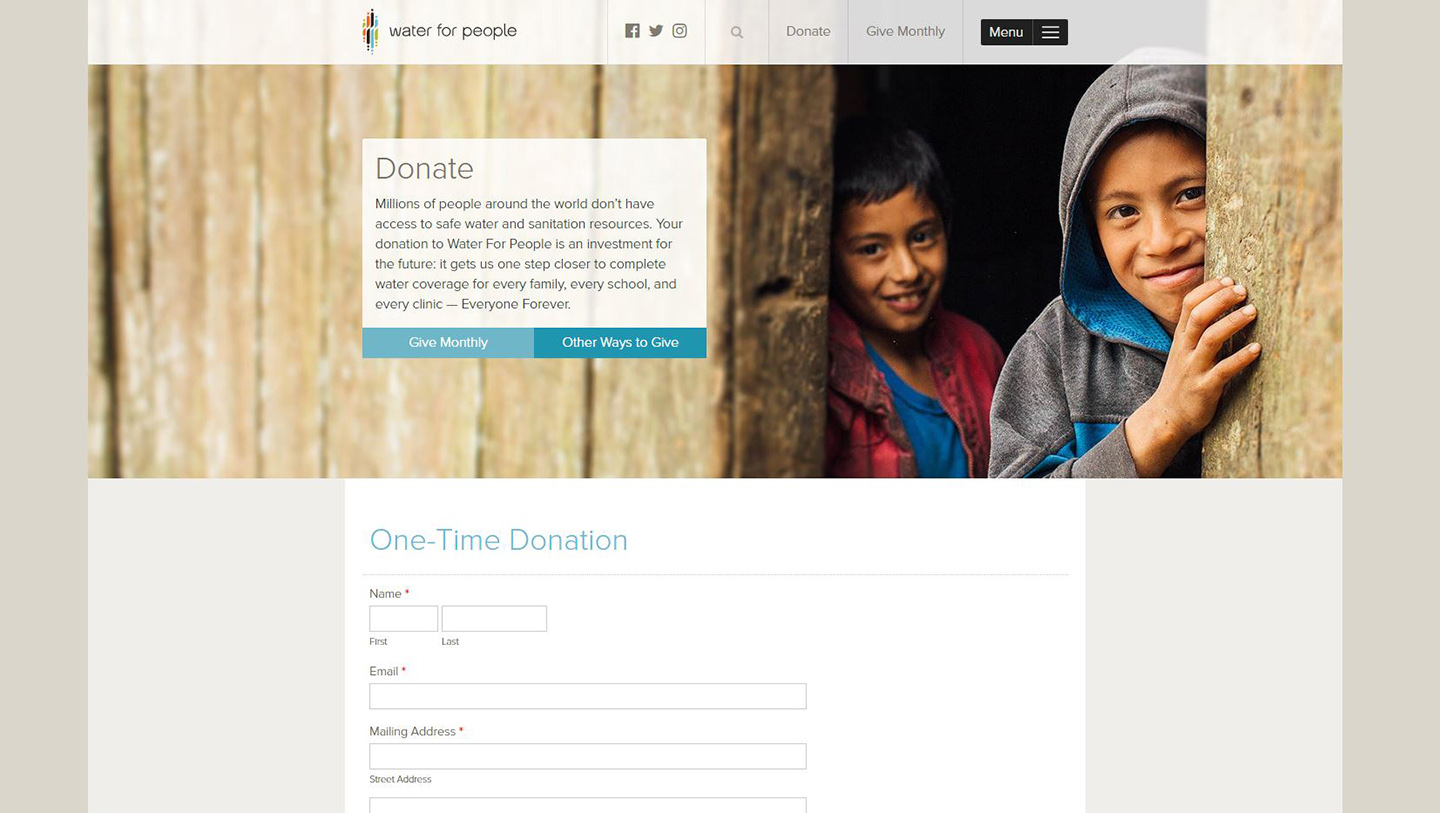 water for people
Donate
Give Monthly
Menu
Donate
Millions of people around the world don’t have
access to safe water and sanitation resources. Your
donation to Water For People is an investment for
the future: it gets us one step closer to complete
water coverage for every family, every school, and
every clinic — Everyone Forever.
Give Monthly
Other Ways to Give
One-Time Donation
Name *
First
Last
Email *
Mailing Address *
Street Address